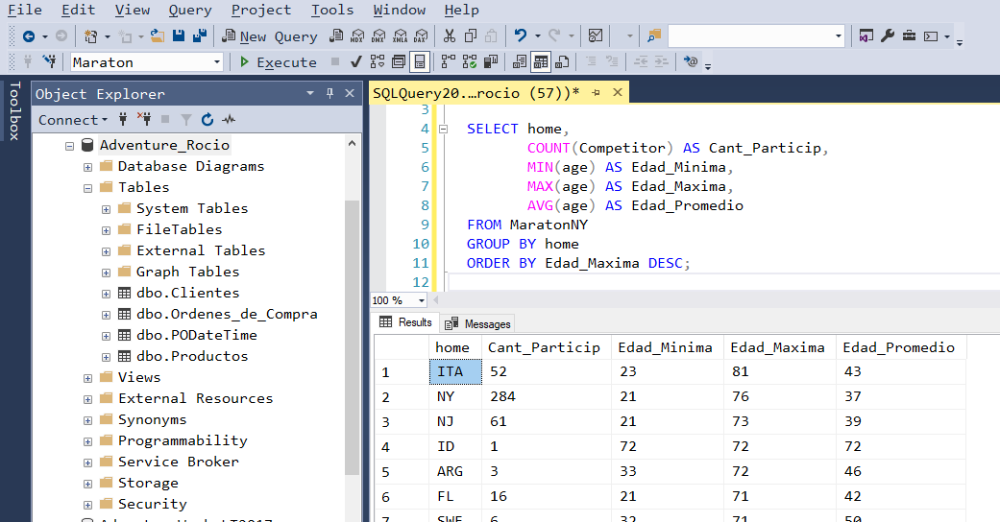 File Edit View Query Project Tools Window Help
New Query MDX DMX XMLA DAX
Maraton Execute
Toolbox
Object Explorer
Connect
Adventure_Rocio
Database Diagrams
Tables
System Tables
FileTables
External Tables
Graph Tables
dbo.Clientes
dbo.Ordenes_de_Compra
dbo.PODateTime
dbo.Productos
Views
External Resources
Synonyms
Programmability
Service Broker
Storage
Security
SQLQuery20...rocio (57))*
3
4 SELECT home,
5 COUNT(Competitor) AS Cant_Particip,
6 MIN(age) AS Edad_Minima,
7 MAX(age) AS Edad_Maxima,
8 AVG(age) AS Edad_Promedio
9 FROM MaratonNY
10 GROUP BY home
11 ORDER BY Edad_Maxima DESC;
12
100 %
Results Messages
home Cant_Particip Edad_Minima Edad_Maxima Edad_Promedio
1 ITA 52 23 81 43
2 NY 284 21 76 37
3 NJ 61 21 73 39
4 ID 1 72 72 72
5 ARG 3 33 72 46
6 FL 16 21 71 42
7 SWE 6 32 71 50